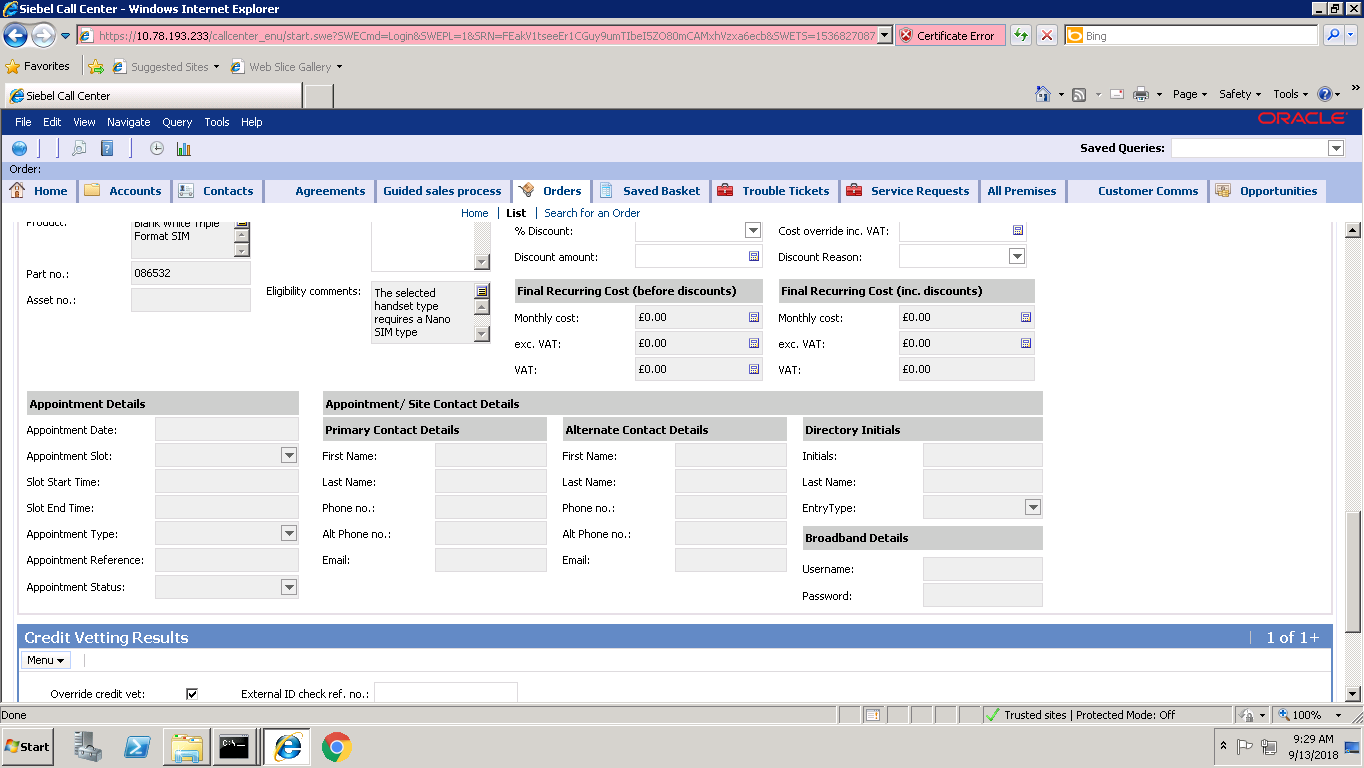 Siebel Call Center - Windows Internet Explorer
https://10.78.193.233/callcenter_enu/start.swe?SWECmd=Login&SWEPL=1&SRN=FEakV1tseeEr1CGuy9umTIbeI5ZO80mCAMxhVzxa6ecb&SWETS=1536827087
Certificate Error
Bing
Favorites
Suggested Sites
Web Slice Gallery
Siebel Call Center
Page
Safety
Tools
File Edit View Navigate Query Tools Help
ORACLE
Saved Queries:
Order:
Home
Accounts
Contacts
Agreements
Guided sales process
Orders
Saved Basket
Trouble Tickets
Service Requests
All Premises
Customer Comms
Opportunities
Home | List | Search for an Order
Product:
Blank White Triple
Format SIM
Part no.: 086532
Asset no.:
Eligibility comments:
The selected
handset type
requires a Nano
SIM type
% Discount:
Discount amount:
Cost override inc. VAT:
Discount Reason:
Final Recurring Cost (before discounts)
Monthly cost: £0.00
exc. VAT: £0.00
VAT: £0.00
Final Recurring Cost (inc. discounts)
Monthly cost: £0.00
exc. VAT: £0.00
VAT: £0.00
Appointment Details
Appointment Date:
Appointment Slot:
Slot Start Time:
Slot End Time:
Appointment Type:
Appointment Reference:
Appointment Status:
Appointment/ Site Contact Details
Primary Contact Details
First Name:
Last Name:
Phone no.:
Alt Phone no.:
Email:
Alternate Contact Details
First Name:
Last Name:
Phone no.:
Alt Phone no.:
Email:
Directory Initials
Initials:
Last Name:
EntryType:
Broadband Details
Username:
Password:
Credit Vetting Results
1 of 1+
Menu
Override credit vet:
External ID check ref. no.:
Done
Trusted sites | Protected Mode: Off
100%
Start
9:29 AM
9/13/2018